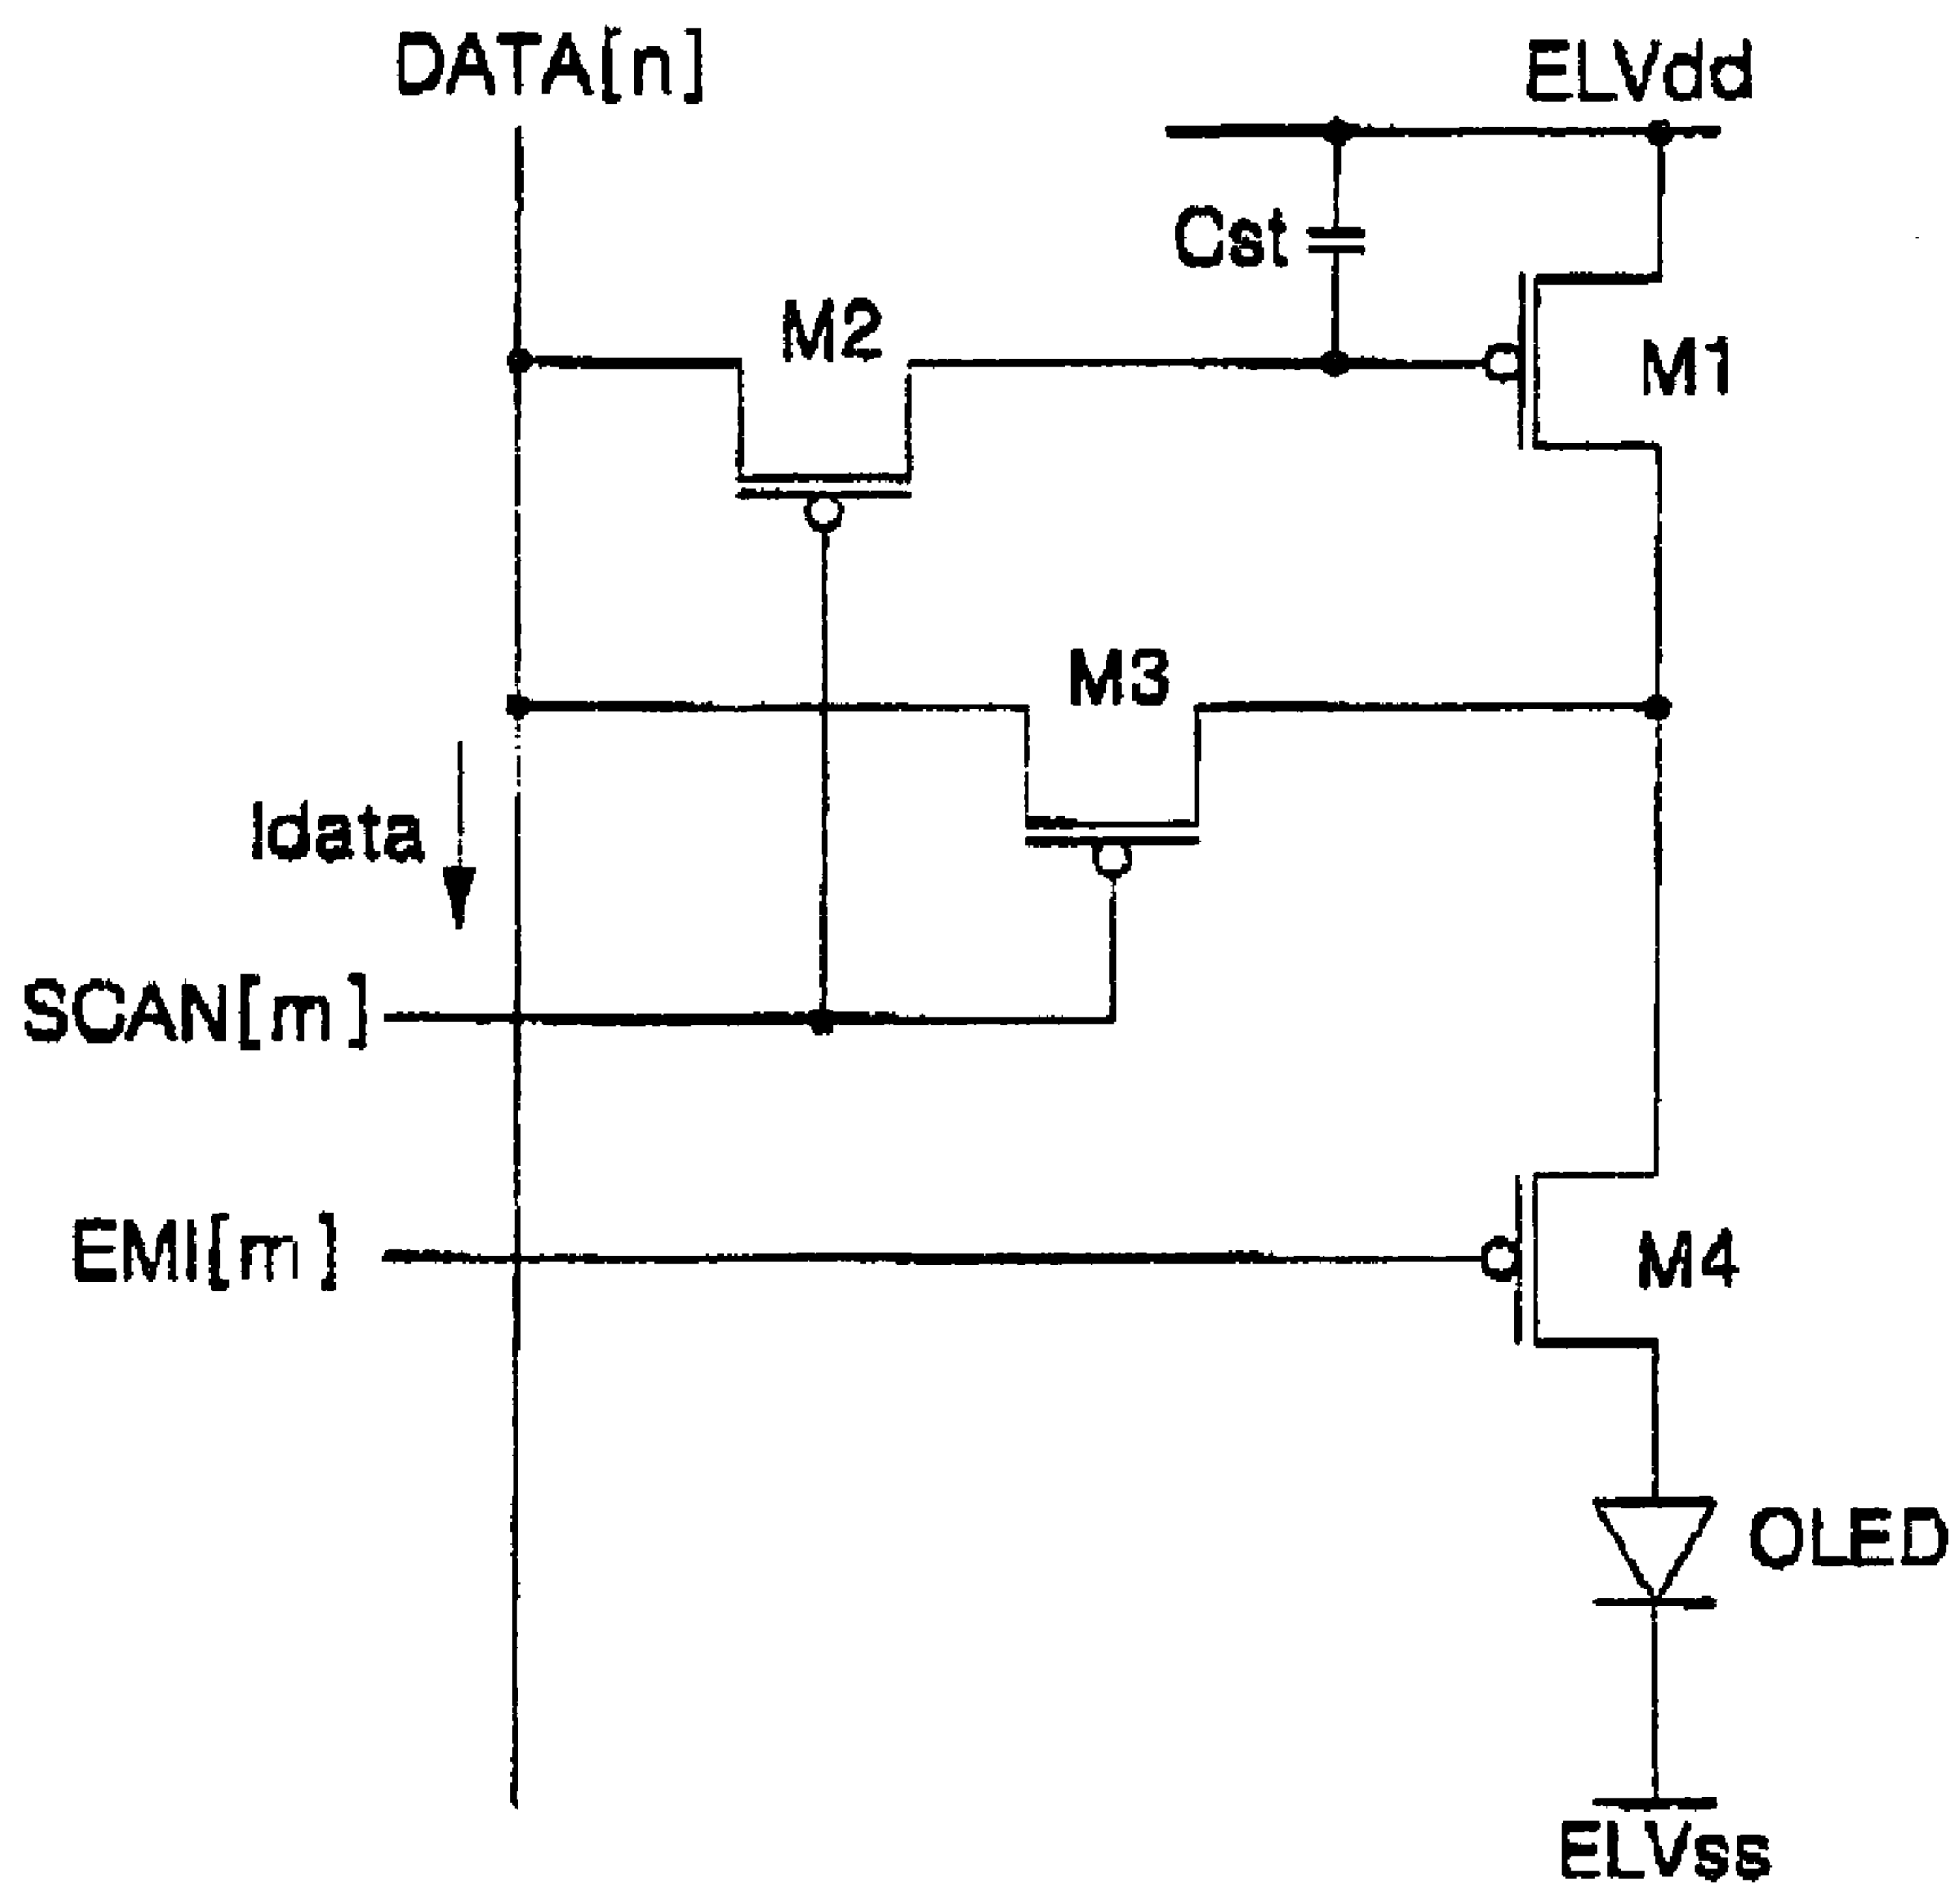 DATA[n]
ELVdd
Cst
M2
M1
M3
Idata
SCAN[m]
EMI[m]
M4
OLED
ELVss